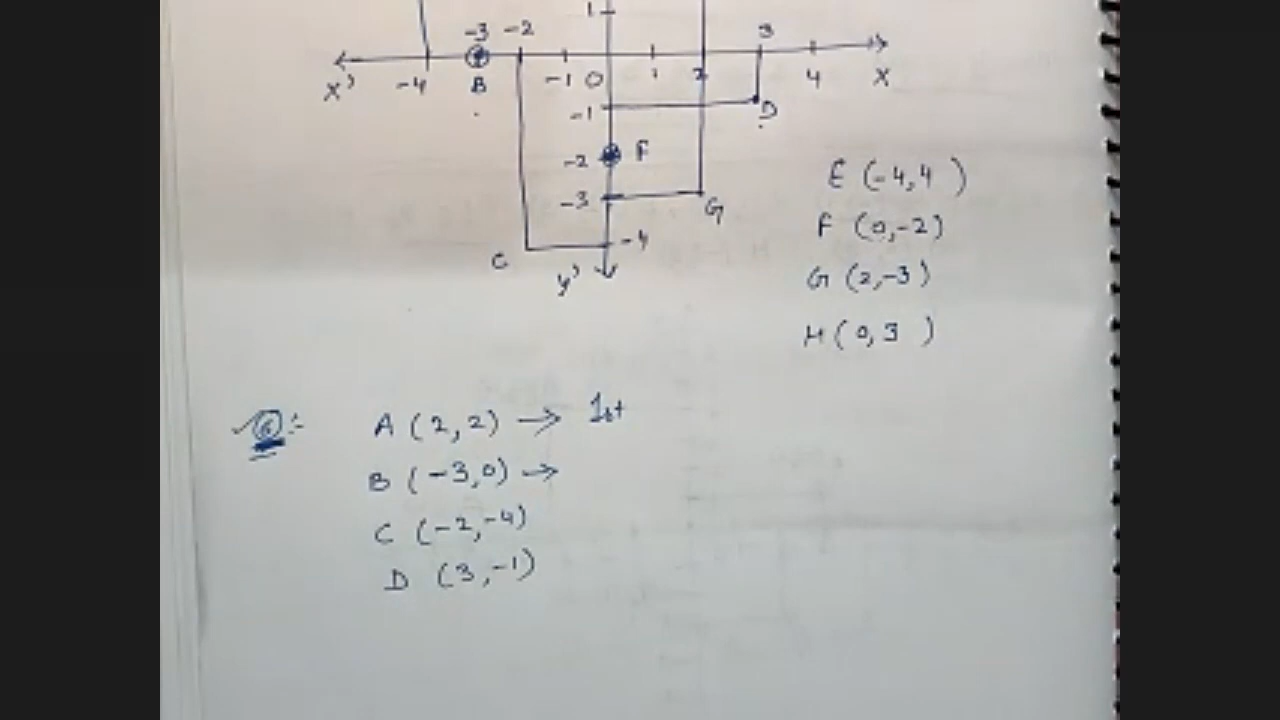 1
-3 -2 3
X' -4 B -1 0 1 2 4 X
-1 D
-2 F
E (-4,4)
-3 G
F (0,-2)
C -4
y'
G (2,-3)
H (0,3)
A (2,2) → 1st
B (-3,0) →
C (-2,-4)
D (3,-1)